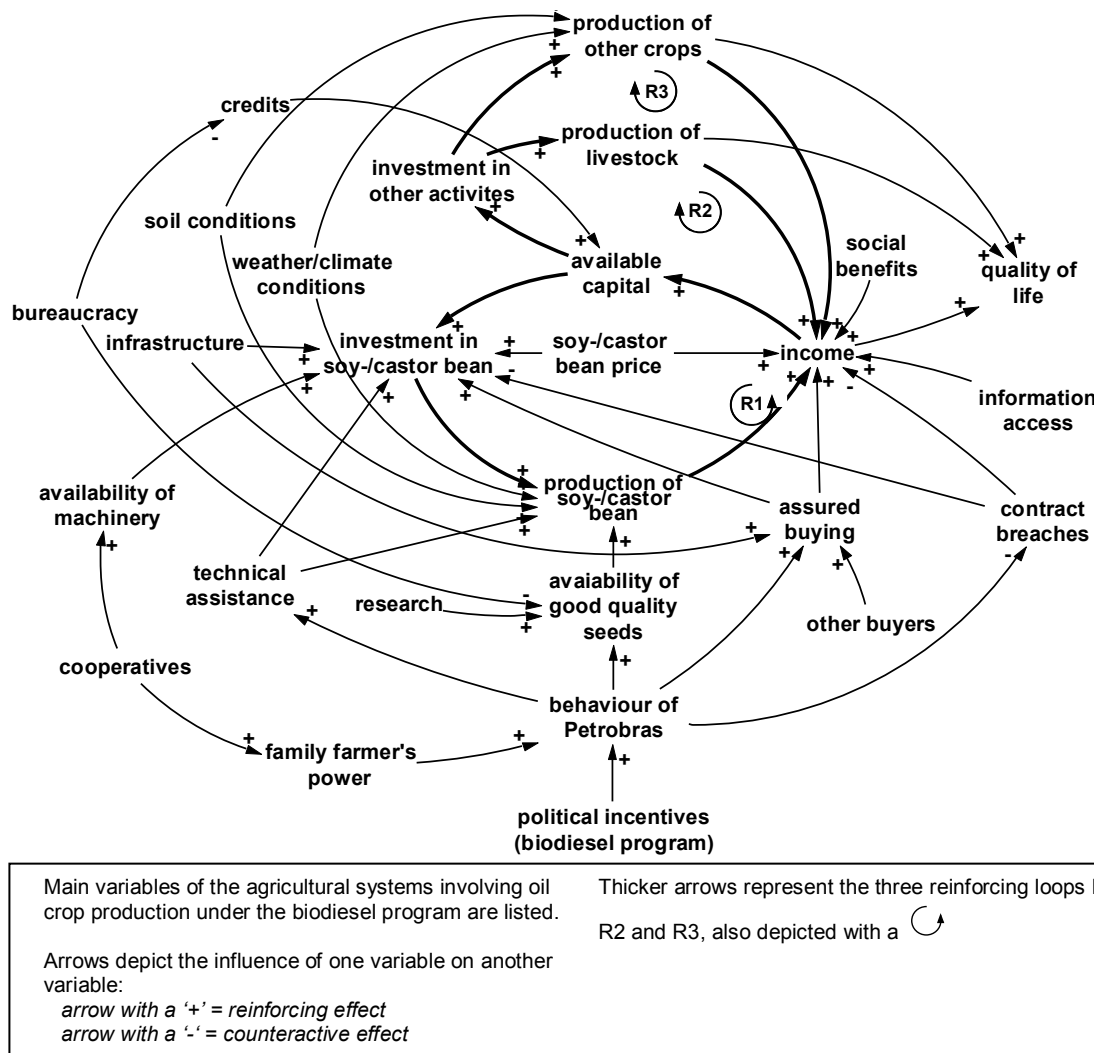 production of
other crops
+
+
R3
credits
-
production of
livestock
+
investment in
other activites
+
R2
soil conditions
+
available
capital
+
social
benefits
+
+
quality of
life
weather/climate
conditions
bureaucracy
+
infrastructure
+
investment in
soy-/castor bean
+
+
+
+
-
+
soy-/castor
bean price
+
+
+
income
+
+
+
+
-
R1
information
access
availability of
machinery
+
+
production of
soy-/castor
bean
+
assured
buying
+
+
+
contract
breaches
-
technical
assistance
+
research
-
+
+
avaiability of
good quality
seeds
+
other buyers
cooperatives
+
family farmer's
power
+
behaviour of
Petrobras
+
political incentives
(biodiesel program)
Main variables of the agricultural systems involving oil
crop production under the biodiesel program are listed.
Arrows depict the influence of one variable on another
variable:
arrow with a ‘+’ = reinforcing effect
arrow with a ‘-‘ = counteractive effect
Thicker arrows represent the three reinforcing loops
R2 and R3, also depicted with a